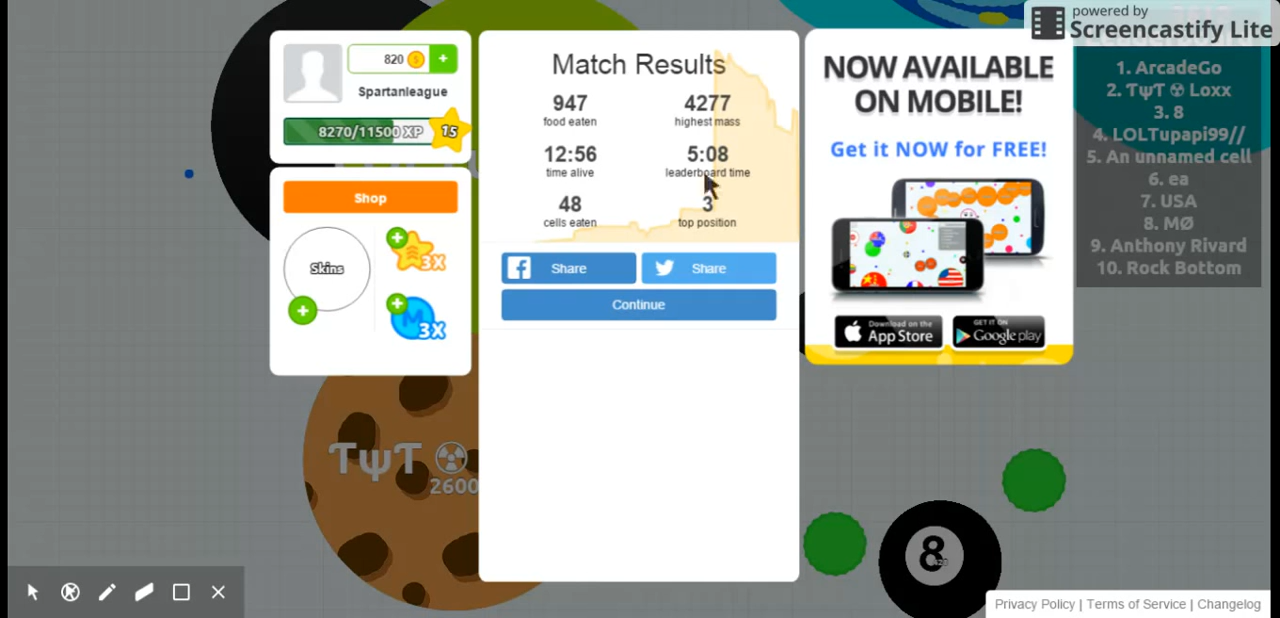 powered by
Screencastify Lite
820
+
Spartanleague
8270/11500 XP
15
Shop
Skins
3X
M
3X
Match Results
947
food eaten
4277
highest mass
12:56
time alive
5:08
leaderboard time
48
cells eaten
3
top position
Share
Share
Continue
NOW AVAILABLE
ON MOBILE!
Get it NOW for FREE!
Download on the
App Store
GET IT ON
Google play
1. ArcadeGo
2. ƬψƬ ☢ Loxx
3. 8
4. LOLTupapi99//
5. An unnamed cell
6. ea
7. USA
8. MØ
9. Anthony Rivard
10. Rock Bottom
ƬψƬ ☢
2600
8
Privacy Policy | Terms of Service | Changelog